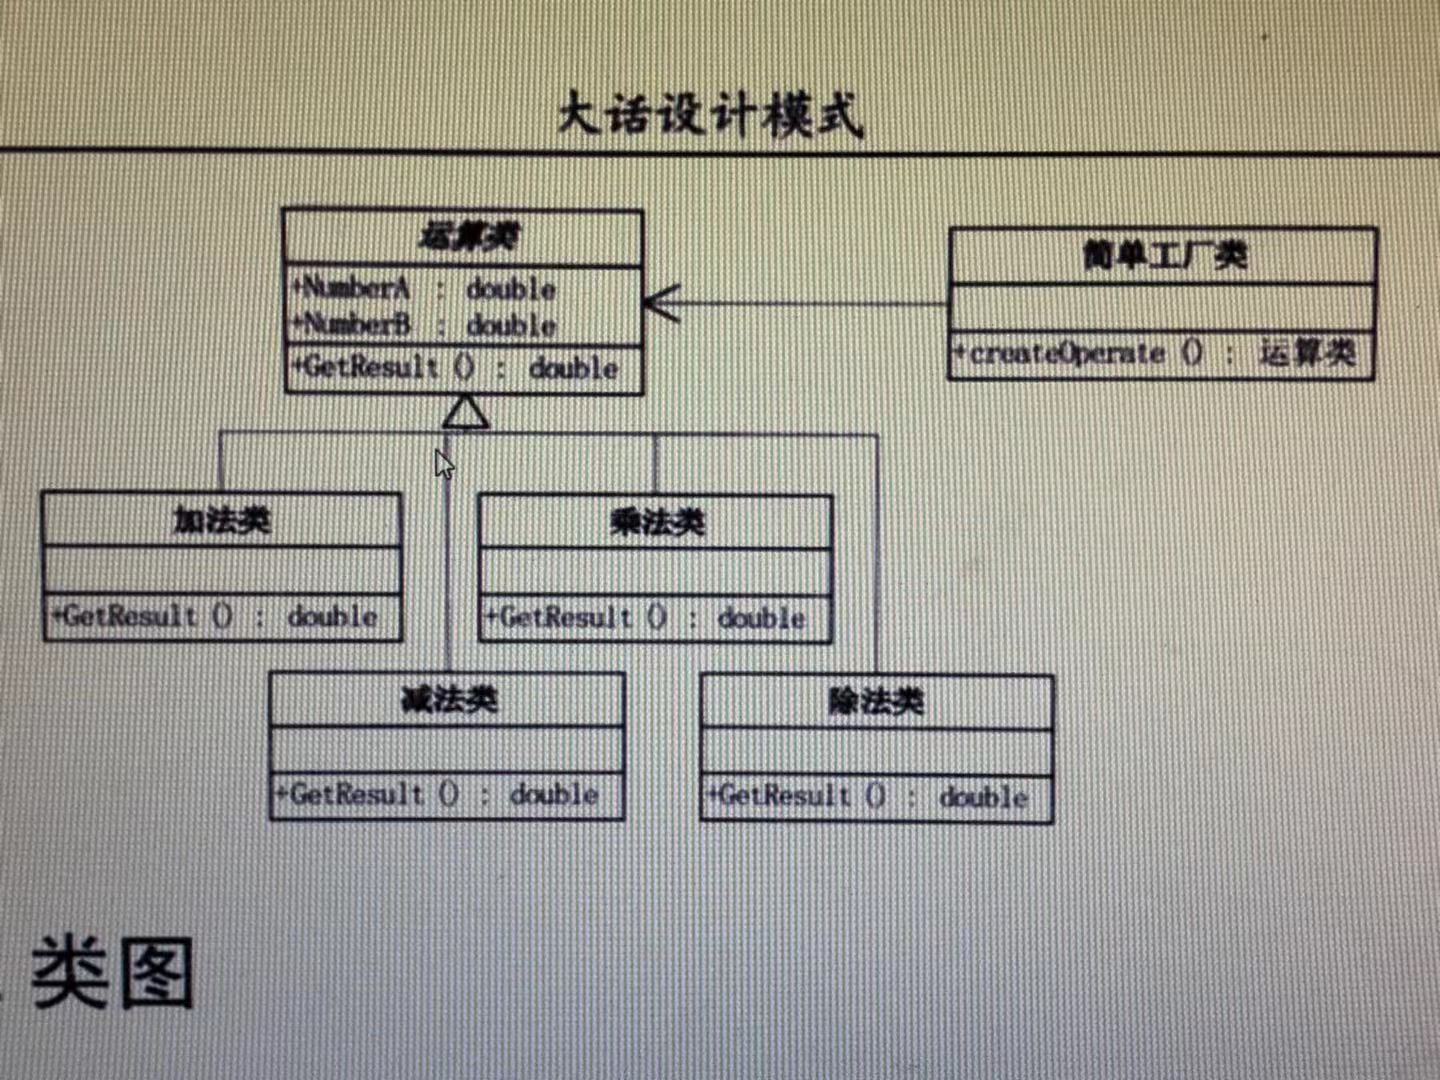 大话设计模式
运算类
+NumberA : double
+NumberB : double
+GetResult () : double
简单工厂类
+createOperate () : 运算类
加法类
+GetResult () : double
乘法类
+GetResult () : double
减法类
+GetResult () : double
除法类
+GetResult () : double
类图